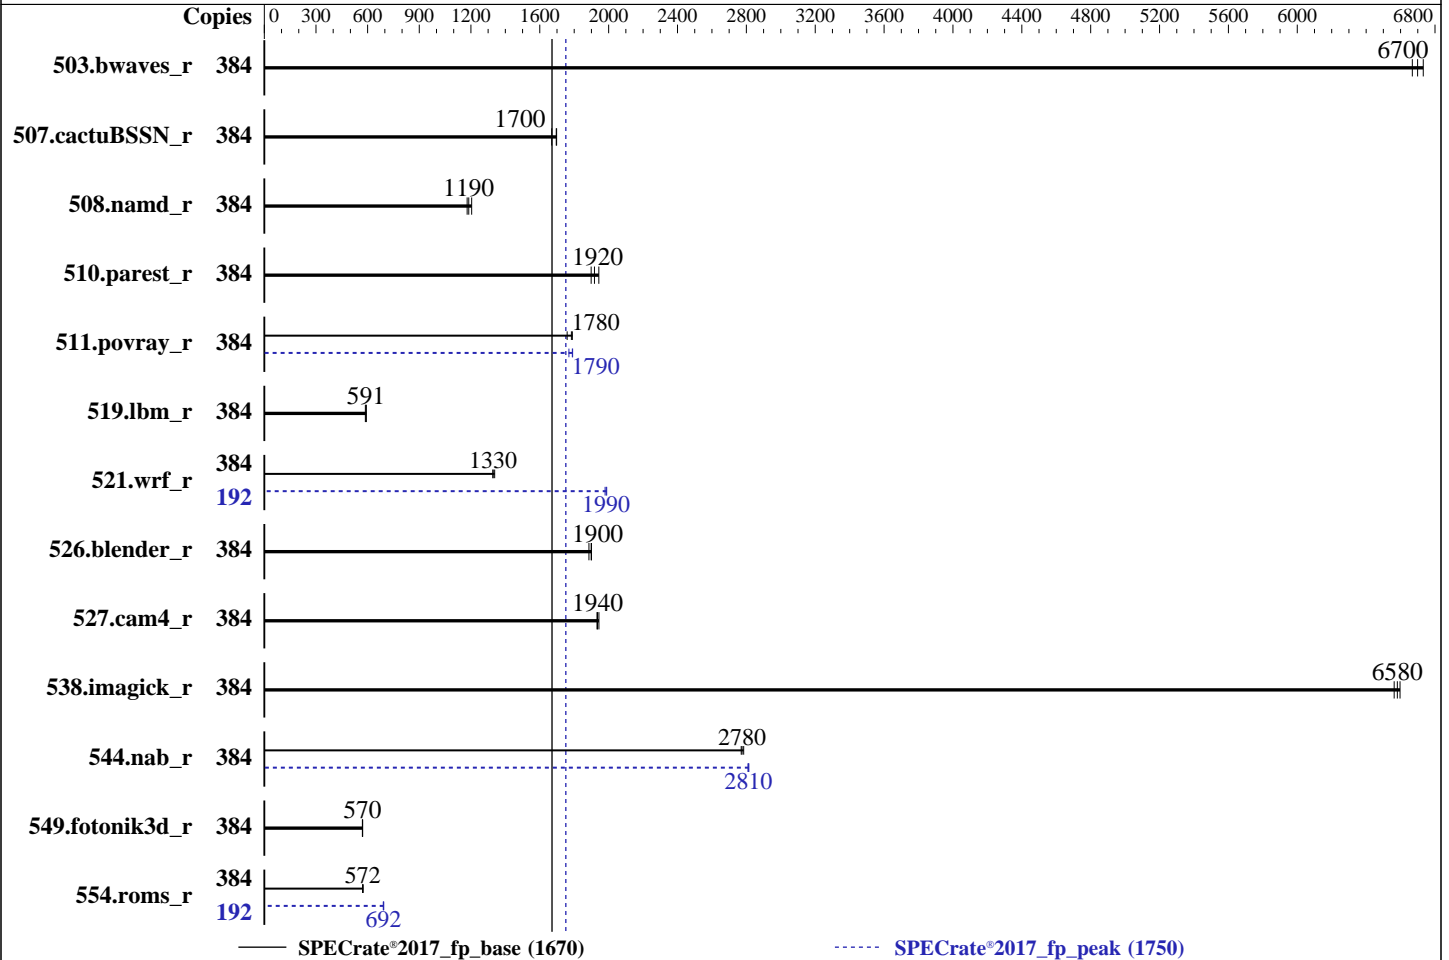 Copies 0 300 600 900 1200 1600 2000 2400 2800 3200 3600 4000 4400 4800 5200 5600 6000 6800
503.bwaves_r 384 6700
507.cactuBSSN_r 384 1700
508.namd_r 384 1190
510.parest_r 384 1920
511.povray_r 384 1780
1790
519.lbm_r 384 591
521.wrf_r 384 1330
192 1990
526.blender_r 384 1900
527.cam4_r 384 1940
538.imagick_r 384 6580
544.nab_r 384 2780
2810
549.fotonik3d_r 384 570
554.roms_r 384 572
192 692
SPECrate®2017_fp_base (1670) SPECrate®2017_fp_peak (1750)